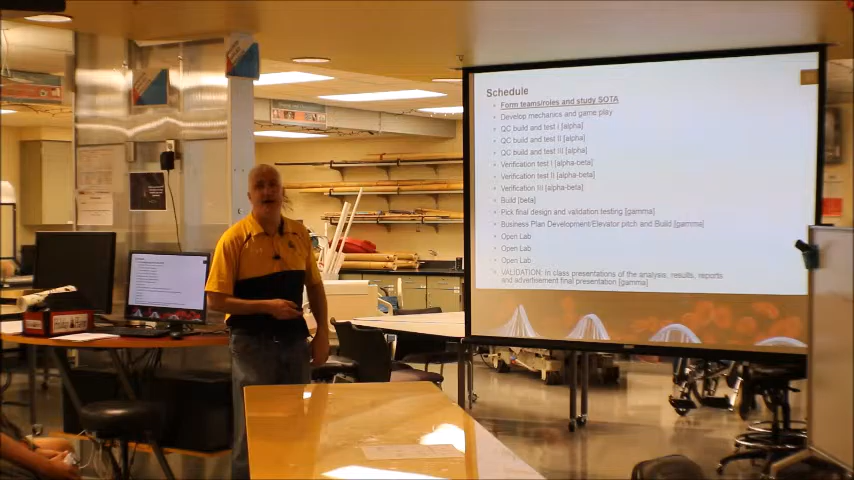 Schedule
Form teams/roles and study SOTA
Develop mechanics and game play
QC build and test I [alpha]
QC build and test II [alpha]
QC build and test III [alpha]
Verification test I [alpha-beta]
Verification test II [alpha-beta]
Verification test III [alpha-beta]
Build [beta]
Pick final design and validation testing [gamma]
Business Plan Development/Elevator pitch and Build [gamma]
Open Lab
Open Lab
Open Lab
VALIDATION: In class presentations of the analysis, results, reports
and advertisement final presentation [gamma]